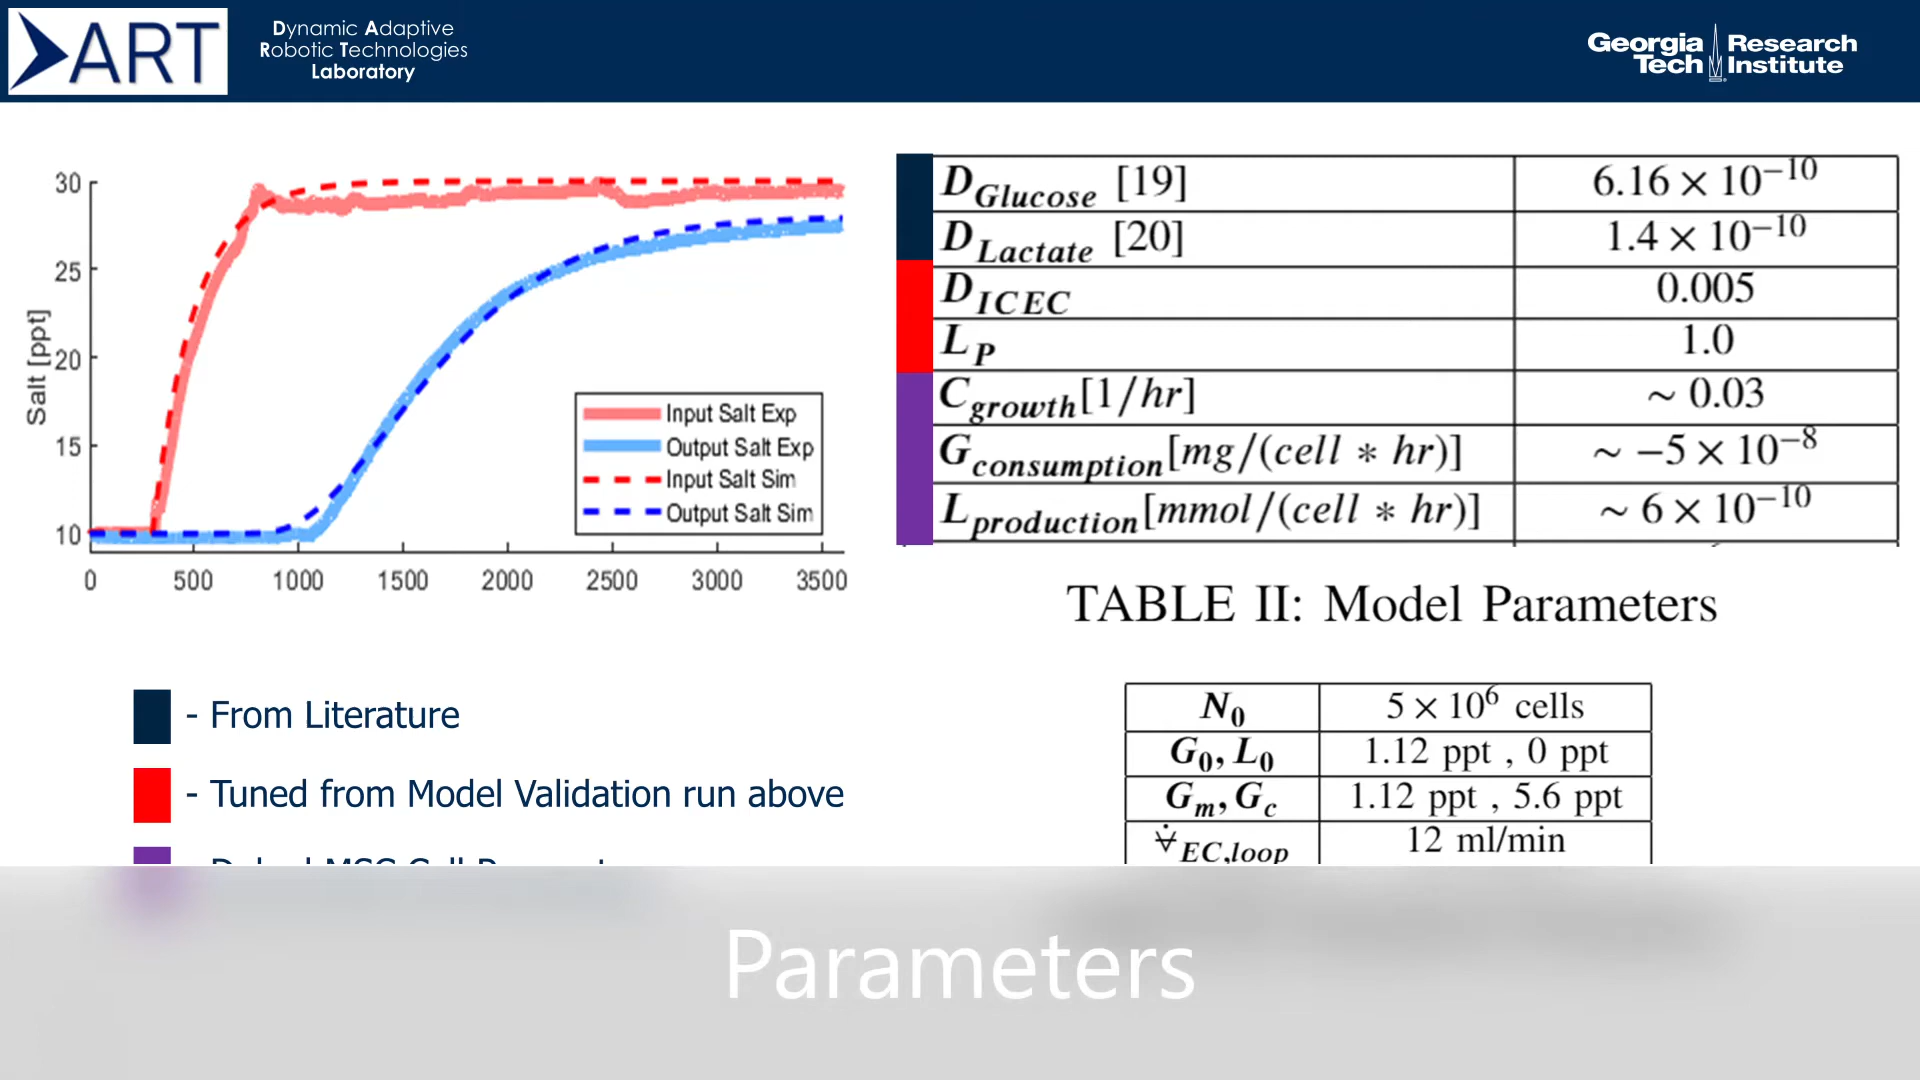 ART
Dynamic Adaptive
Robotic Technologies
Laboratory
Georgia Tech
Research Institute
30
25
20
15
10
Salt [ppt]
0 500 1000 1500 2000 2500 3000 3500
Input Salt Exp
Output Salt Exp
Input Salt Sim
Output Salt Sim
D_Glucose [19] 6.16 × 10^−10
D_Lactate [20] 1.4 × 10^−10
D_ICEC 0.005
L_P 1.0
C_growth[1/hr] ~ 0.03
G_consumption[mg/(cell * hr)] ~ −5 × 10^−8
L_production[mmol/(cell * hr)] ~ 6 × 10^−10
TABLE II: Model Parameters
- From Literature
- Tuned from Model Validation run above
N_0 5 × 10^6 cells
G_0, L_0 1.12 ppt , 0 ppt
G_m, G_c 1.12 ppt , 5.6 ppt
V̇_EC,loop 12 ml/min
Parameters